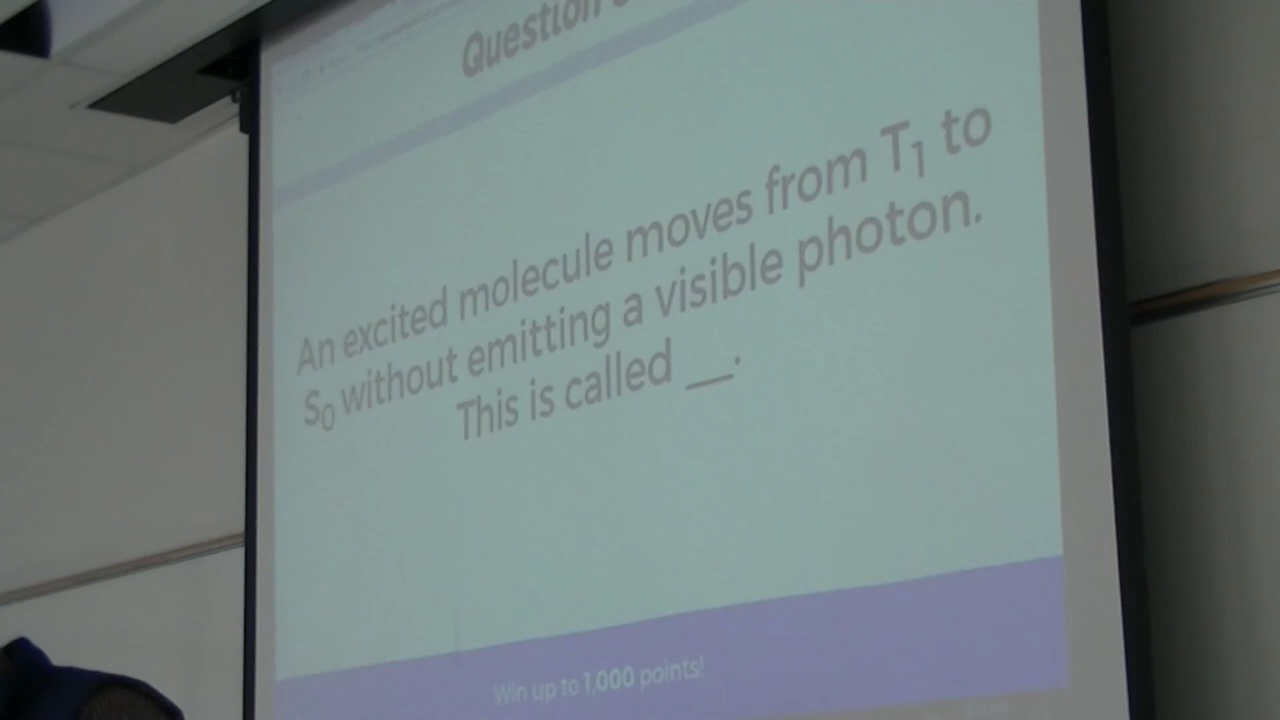 Question
An excited molecule moves from T₁ to
S₀ without emitting a visible photon.
This is called __.
Win up to 1,000 points!